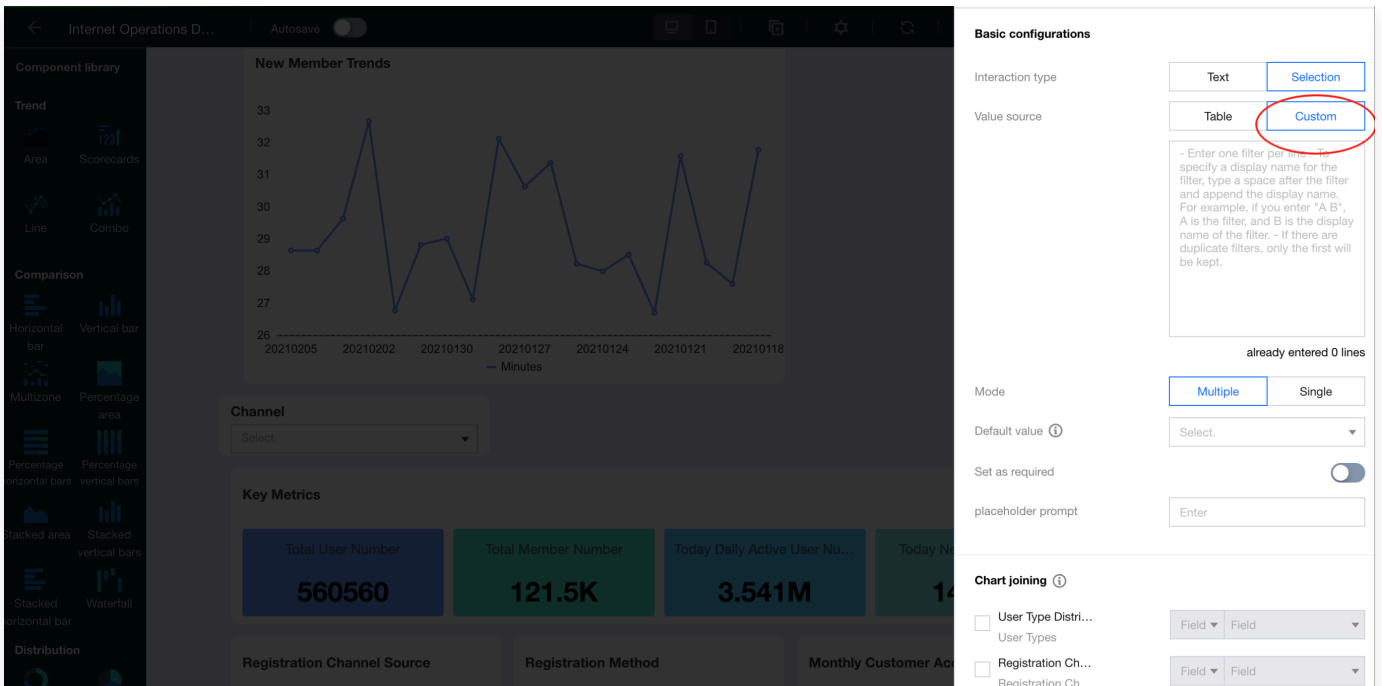 Internet Operations D...
Autosave
Component library
Trend
Area
Scorecards
Line
Combo
Comparison
Horizontal bar
Vertical bar
Multizone
Percentage area
Percentage horizontal bars
Percentage vertical bars
Stacked area
Stacked vertical bars
Stacked horizontal bar
Waterfall
Distribution
New Member Trends
33
32
31
30
29
28
27
26
20210205 20210202 20210130 20210127 20210124 20210121 20210118
Minutes
Channel
Select.
Key Metrics
Total User Number
560560
Total Member Number
121.5K
Today Daily Active User Nu...
3.541M
Today Ne
14
Registration Channel Source
Registration Method
Monthly Customer Acc
Basic configurations
Interaction type
Text
Selection
Value source
Table
Custom
- Enter one filter per line - To
specify a display name for the
filter, type a space after the filter
and append the display name.
For example, if you enter "A B",
A is the filter, and B is the display
name of the filter. - If there are
duplicate filters, only the first will
be kept.
already entered 0 lines
Mode
Multiple
Single
Default value
Select.
Set as required
placeholder prompt
Enter
Chart joining
User Type Distri...
User Types
Field
Field
Registration Ch...
Registration Ch
Field
Field